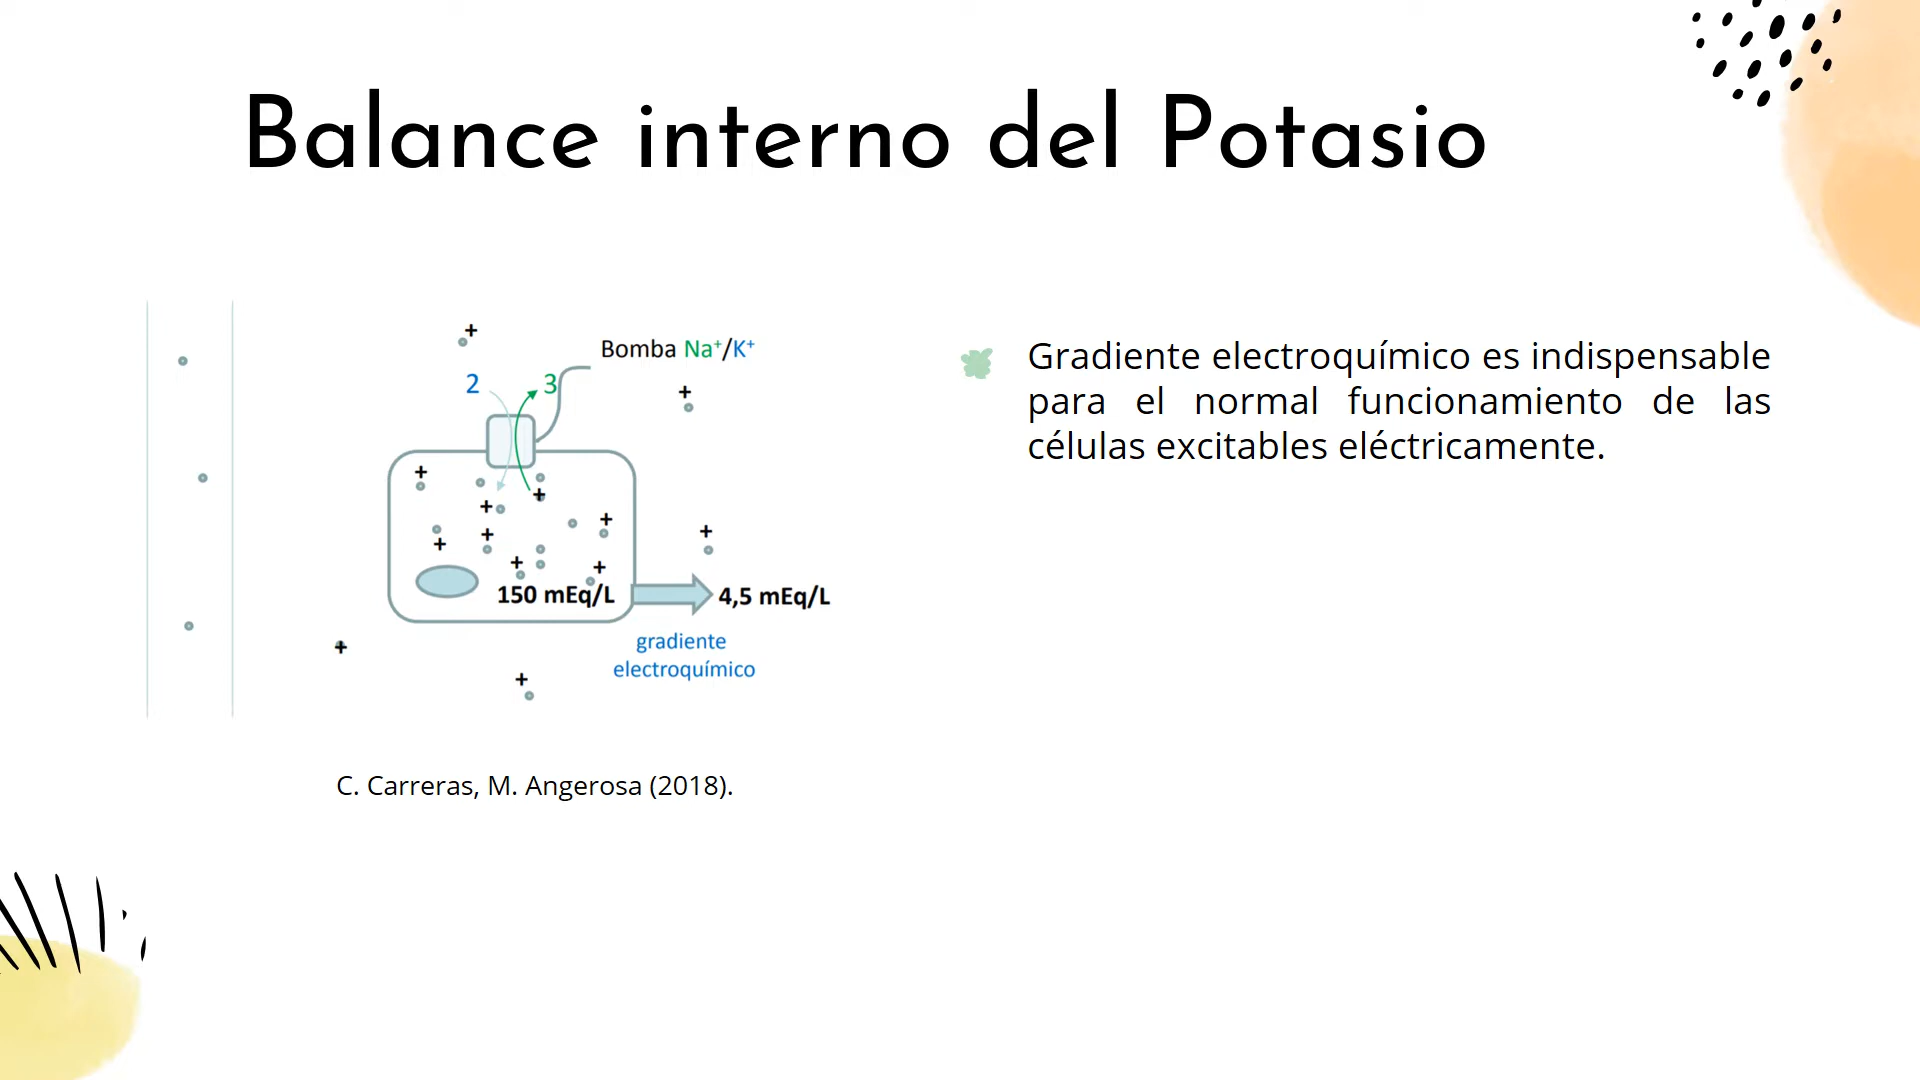 Balance interno del Potasio
Bomba Na⁺/K⁺
2 3
150 mEq/L
4,5 mEq/L
gradiente
electroquímico
C. Carreras, M. Angerosa (2018).
Gradiente electroquímico es indispensable
para el normal funcionamiento de las
células excitables eléctricamente.